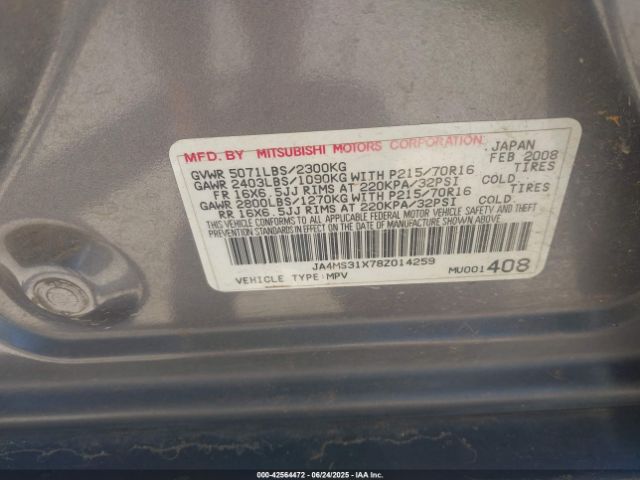 MFD. BY MITSUBISHI MOTORS CORPORATION JAPAN
GVWR 5071LBS/2300KG FEB 2008
GAWR 2403LBS/1090KG WITH P215/70R16 TIRES
FR 16X6.5JJ RIMS AT 220KPA/32PSI COLD.
GAWR 2800LBS/1270KG WITH P215/70R16 TIRES
RR 16X6.5JJ RIMS AT 220KPA/32PSI COLD.
THIS VEHICLE CONFORMS TO ALL APPLICABLE FEDERAL MOTOR VEHICLE SAFETY AND THEFT
PREVENTION STANDARDS IN EFFECT ON THE DATE OF MANUFACTURE SHOWN ABOVE.
JA4MS31X78Z014259
VEHICLE TYPE:MPV MU001408
000-42564472 - 06/24/2025 - IAAI.com